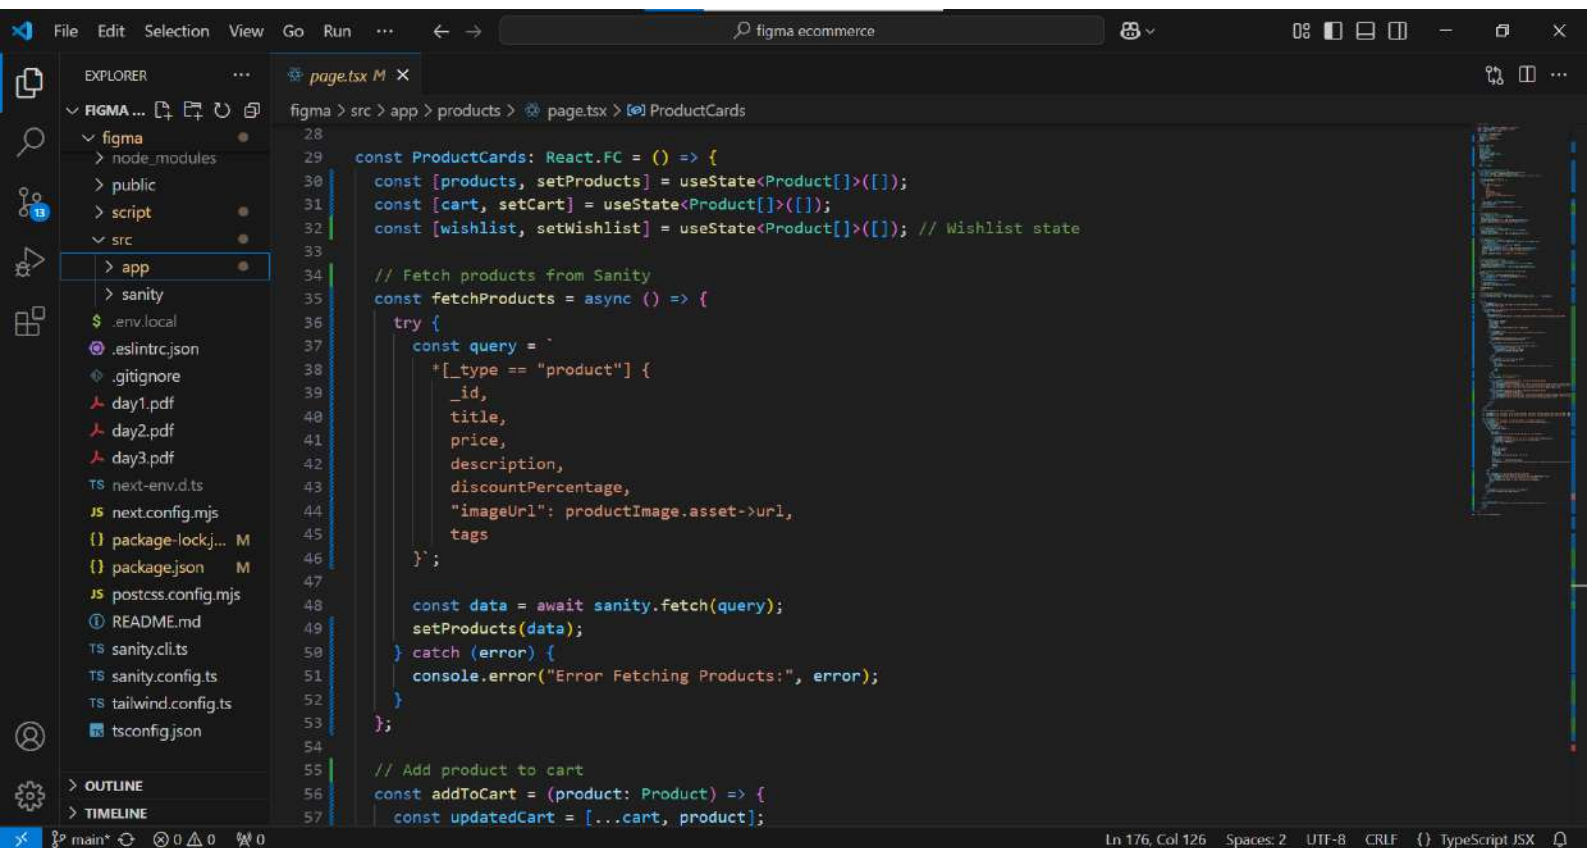 File Edit Selection View Go Run ··· figma ecommerce
EXPLORER ···
page.tsx M
FIGMA ...
figma > src > app > products > page.tsx > ProductCards
figma
node_modules
public
script
src
app
sanity
$ .env.local
.eslintrc.json
.gitignore
day1.pdf
day2.pdf
day3.pdf
TS next-env.d.ts
JS next.config.mjs
{} package-lock.j... M
{} package.json M
JS postcss.config.mjs
README.md
TS sanity.cli.ts
TS sanity.config.ts
TS tailwind.config.ts
TS tsconfig.json
OUTLINE
TIMELINE
13
28
29 const ProductCards: React.FC = () => {
30 const [products, setProducts] = useState<Product[]>([]);
31 const [cart, setCart] = useState<Product[]>([]);
32 const [wishlist, setWishlist] = useState<Product[]>([]); // Wishlist state
33
34 // Fetch products from Sanity
35 const fetchProducts = async () => {
36 try {
37 const query = `
38 *[_type == "product"] {
39 _id,
40 title,
41 price,
42 description,
43 discountPercentage,
44 "imageUrl": productImage.asset->url,
45 tags
46 }`;
47
48 const data = await sanity.fetch(query);
49 setProducts(data);
50 } catch (error) {
51 console.error("Error Fetching Products:", error);
52 }
53 };
54
55 // Add product to cart
56 const addToCart = (product: Product) => {
57 const updatedCart = [...cart, product];
main* 0 0 0 Ln 176, Col 126 Spaces: 2 UTF-8 CRLF {} TypeScript JSX